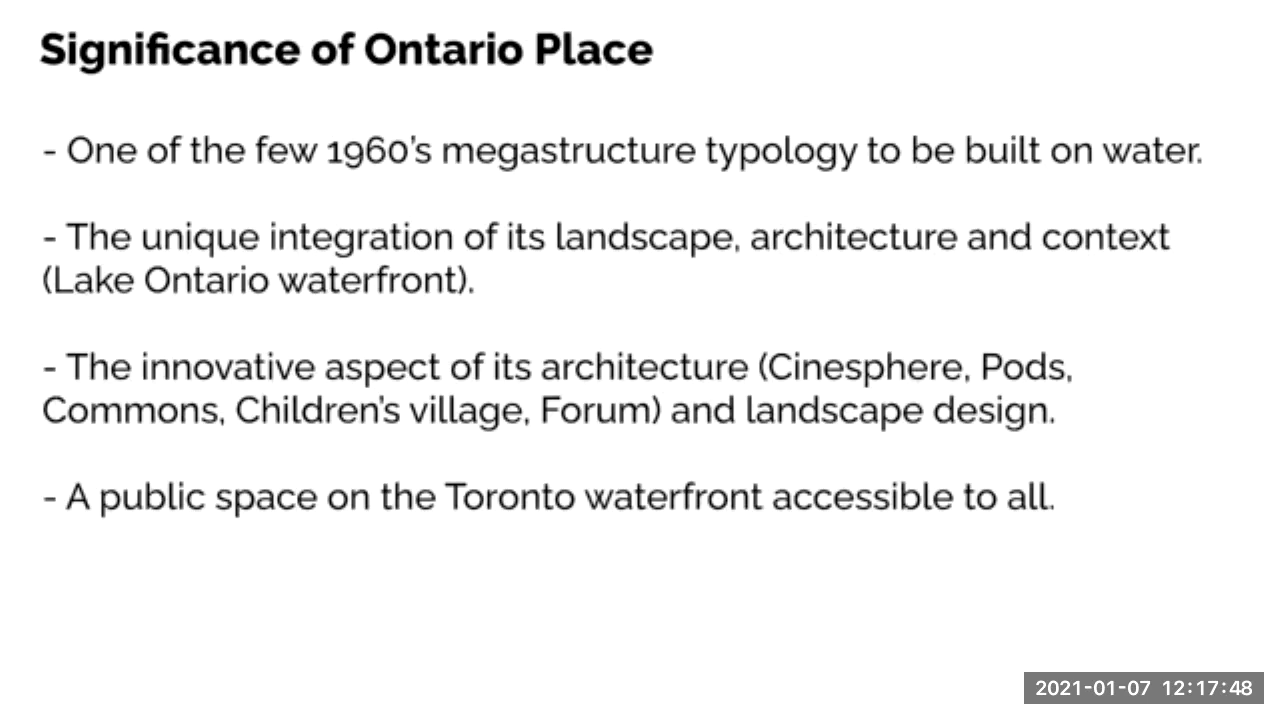 Significance of Ontario Place
- One of the few 1960's megastructure typology to be built on water.
- The unique integration of its landscape, architecture and context
(Lake Ontario waterfront).
- The innovative aspect of its architecture (Cinesphere, Pods,
Commons, Children's village, Forum) and landscape design.
- A public space on the Toronto waterfront accessible to all.
2021-01-07 12:17:48